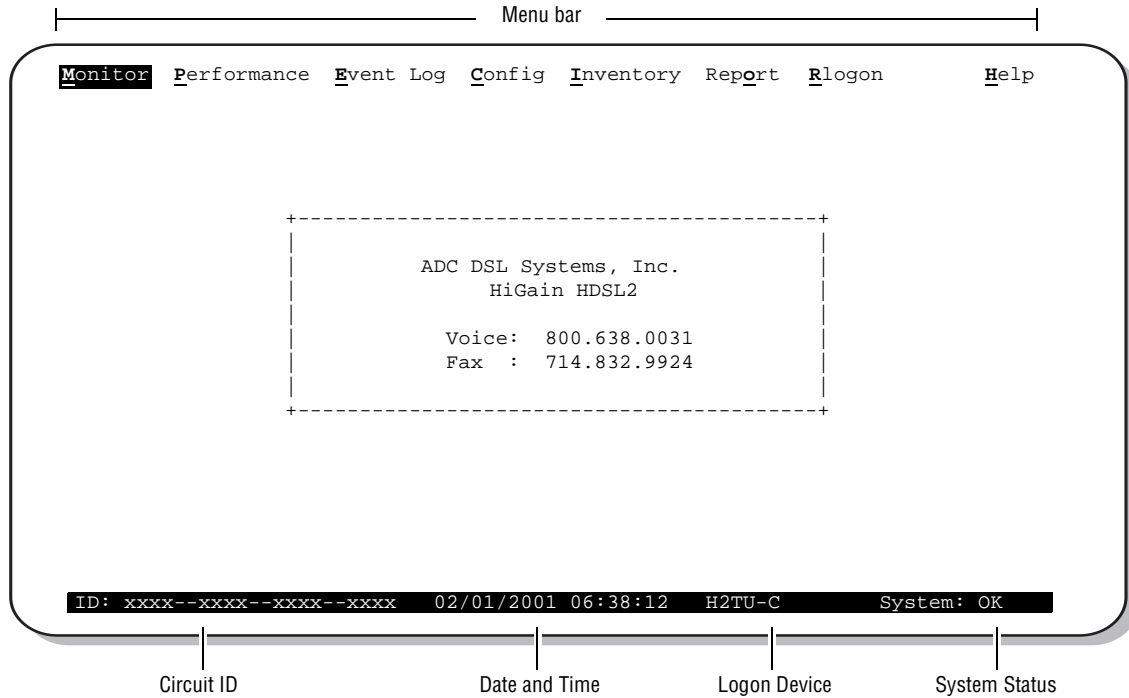 Menu bar
Monitor Performance Event Log Config Inventory Report Rlogon Help
ADC DSL Systems, Inc.
HiGain HDSL2
Voice: 800.638.0031
Fax : 714.832.9924
ID: xxxx--xxxx--xxxx--xxxx 02/01/2001 06:38:12 H2TU-C System: OK
Circuit ID Date and Time Logon Device System Status